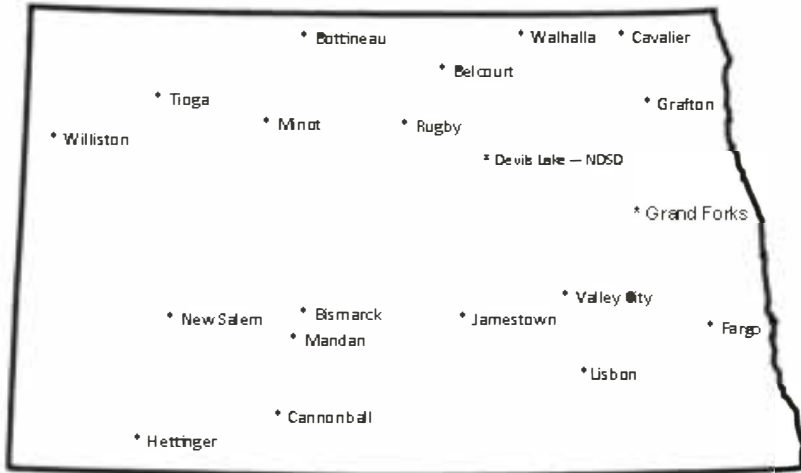 Bottineau
Walhalla
Cavalier
Belcourt
Tioga
Grafton
Minot
Rugby
Williston
Devils Lake — NDSD
Grand Forks
Valley City
New Salem
Bismarck
Jamestown
Fargo
Mandan
Lisbon
Cannonball
Hettinger